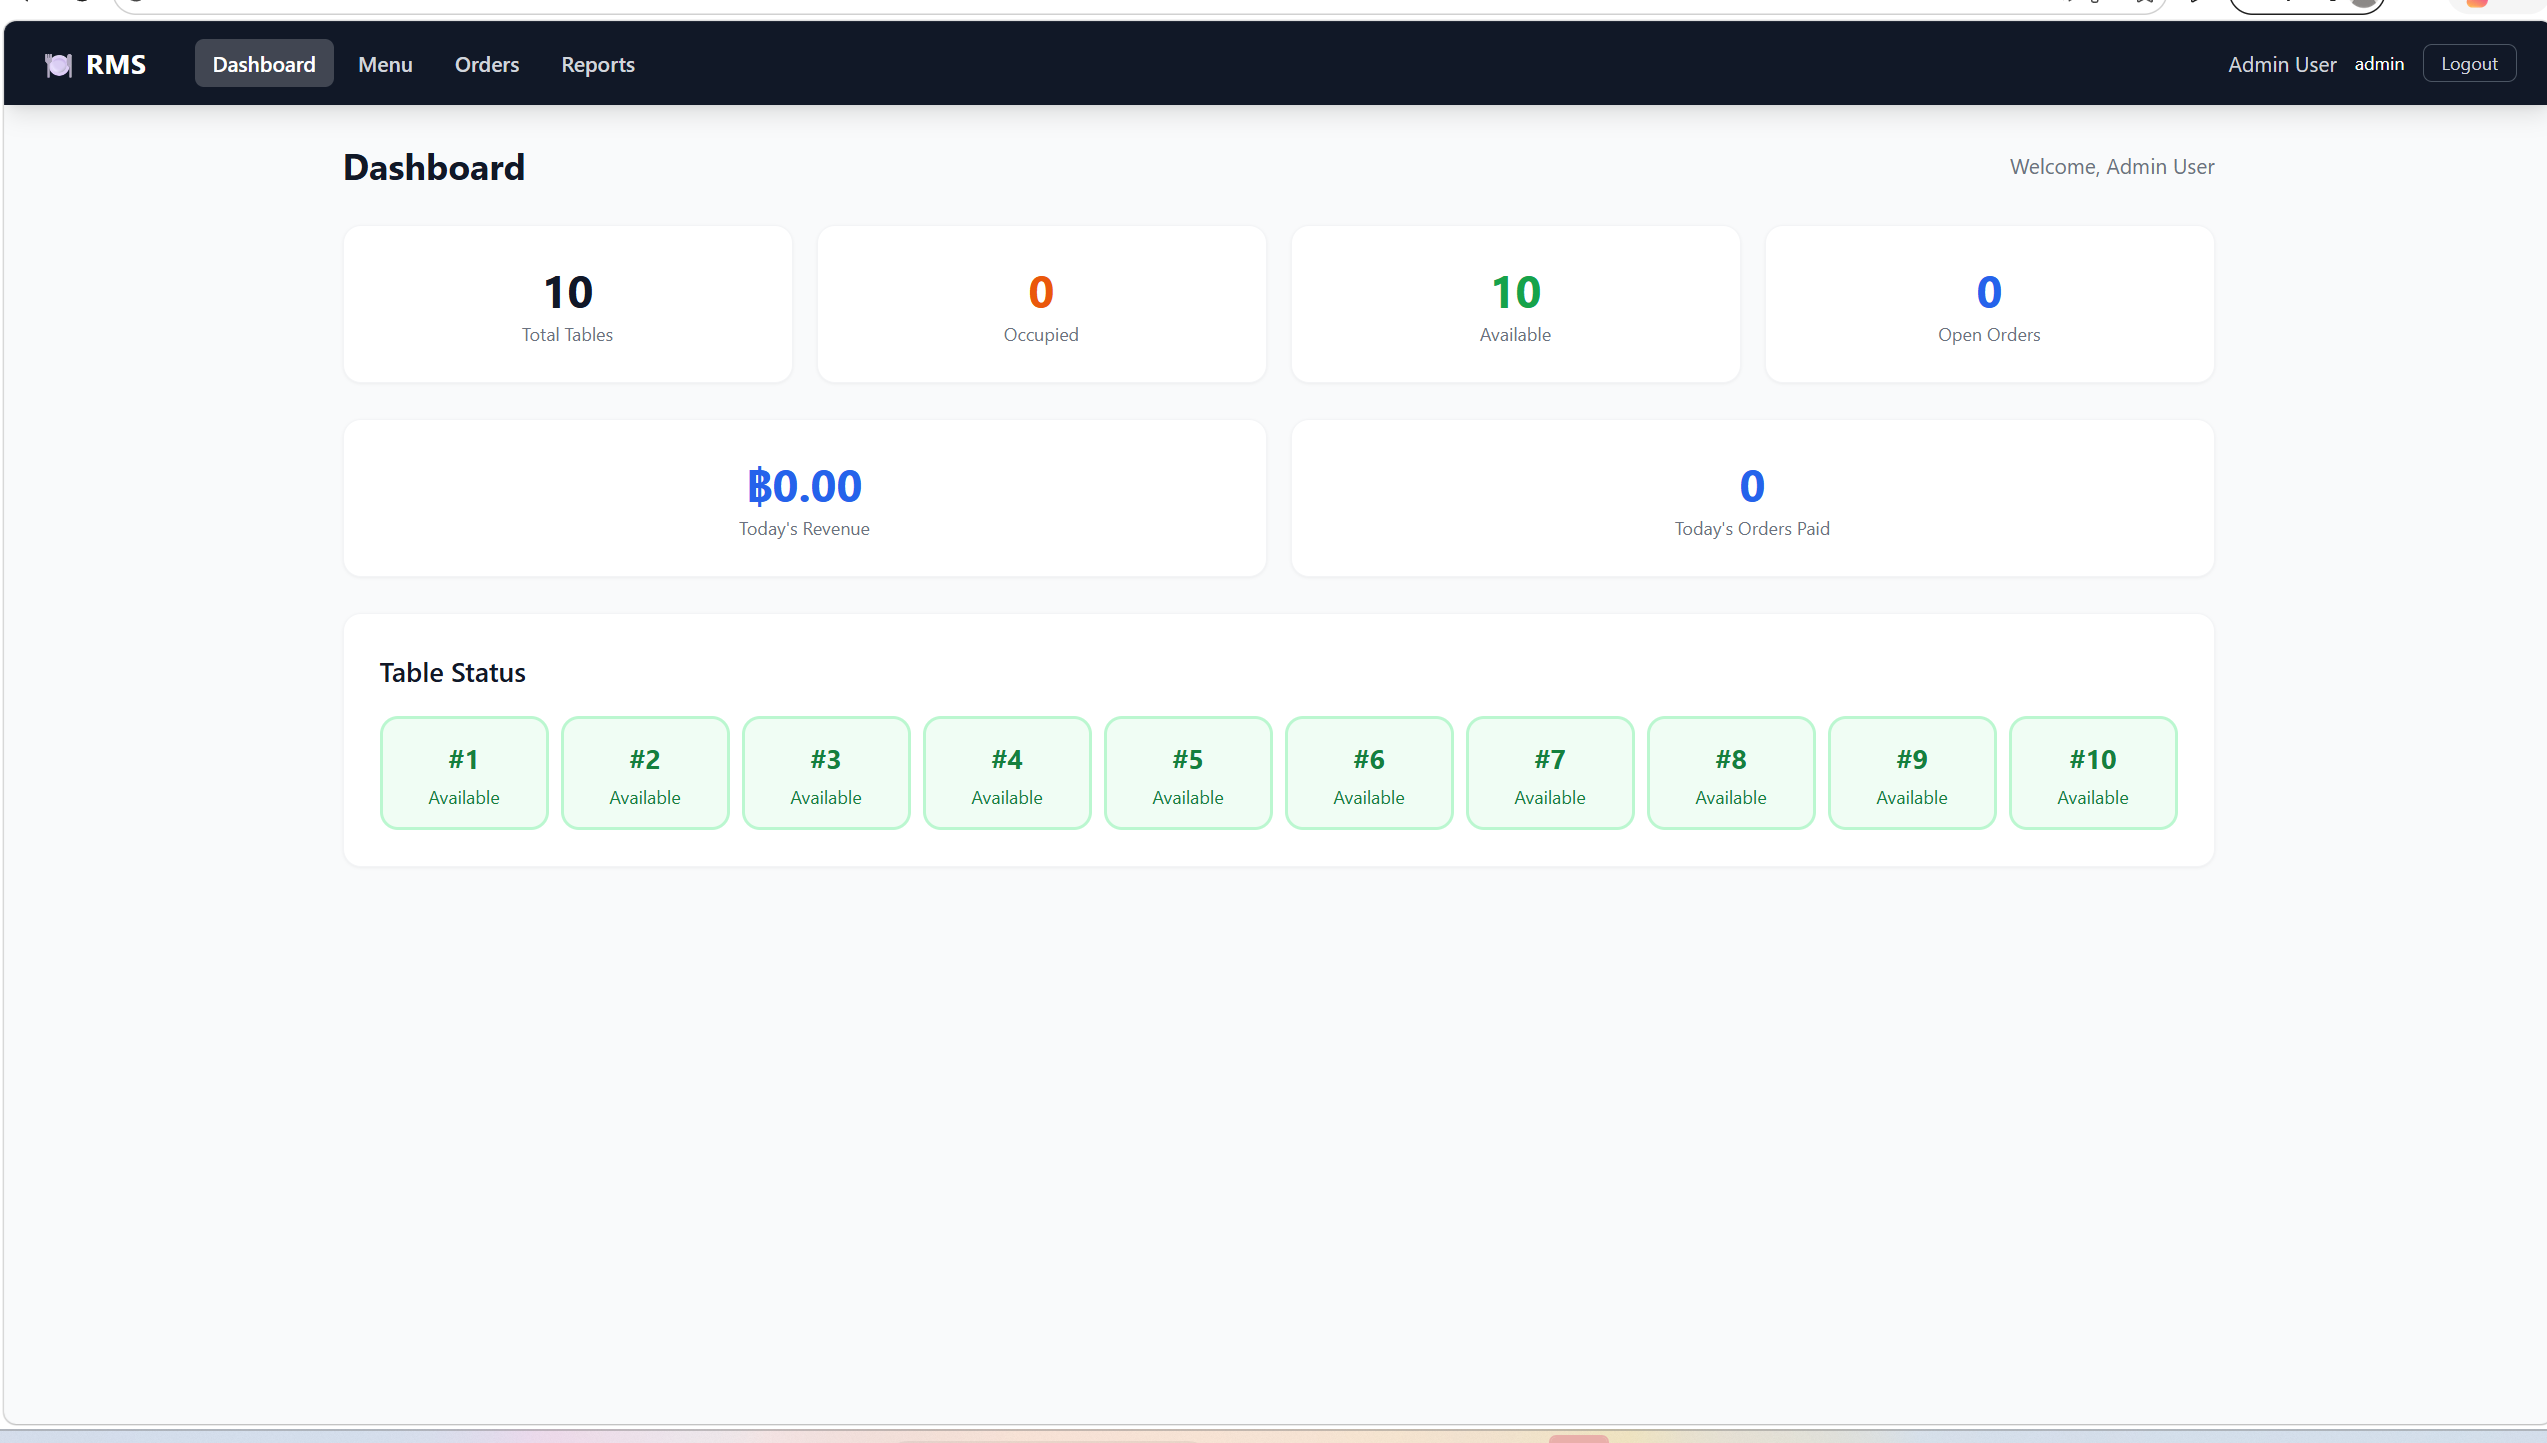 RMS Dashboard Menu Orders Reports Admin User admin Logout
Dashboard Welcome, Admin User
10 0 10 0
Total Tables Occupied Available Open Orders
฿0.00 0
Today's Revenue Today's Orders Paid
Table Status
#1 #2 #3 #4 #5 #6 #7 #8 #9 #10
Available Available Available Available Available Available Available Available Available Available